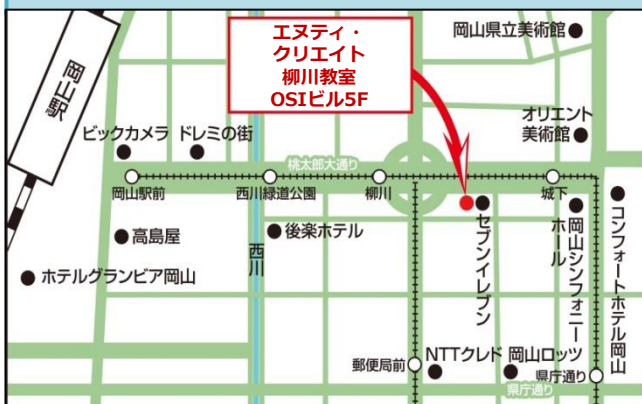 エヌティ・
クリエイト
柳川教室
OSIビル5F
岡山県立美術館
岡山駅
オリエント
美術館
ビックカメラ
ドレミの街
桃太郎大通り
岡山駅前
西川緑道公園
柳川
城下
高島屋
後楽ホテル
西川
セブンイレブン
岡山シンフォニー
ホール
コンフォートホテル岡山
ホテルグランビア岡山
郵便局前
NTTクレド
岡山ロッツ
県庁通り
県庁通り